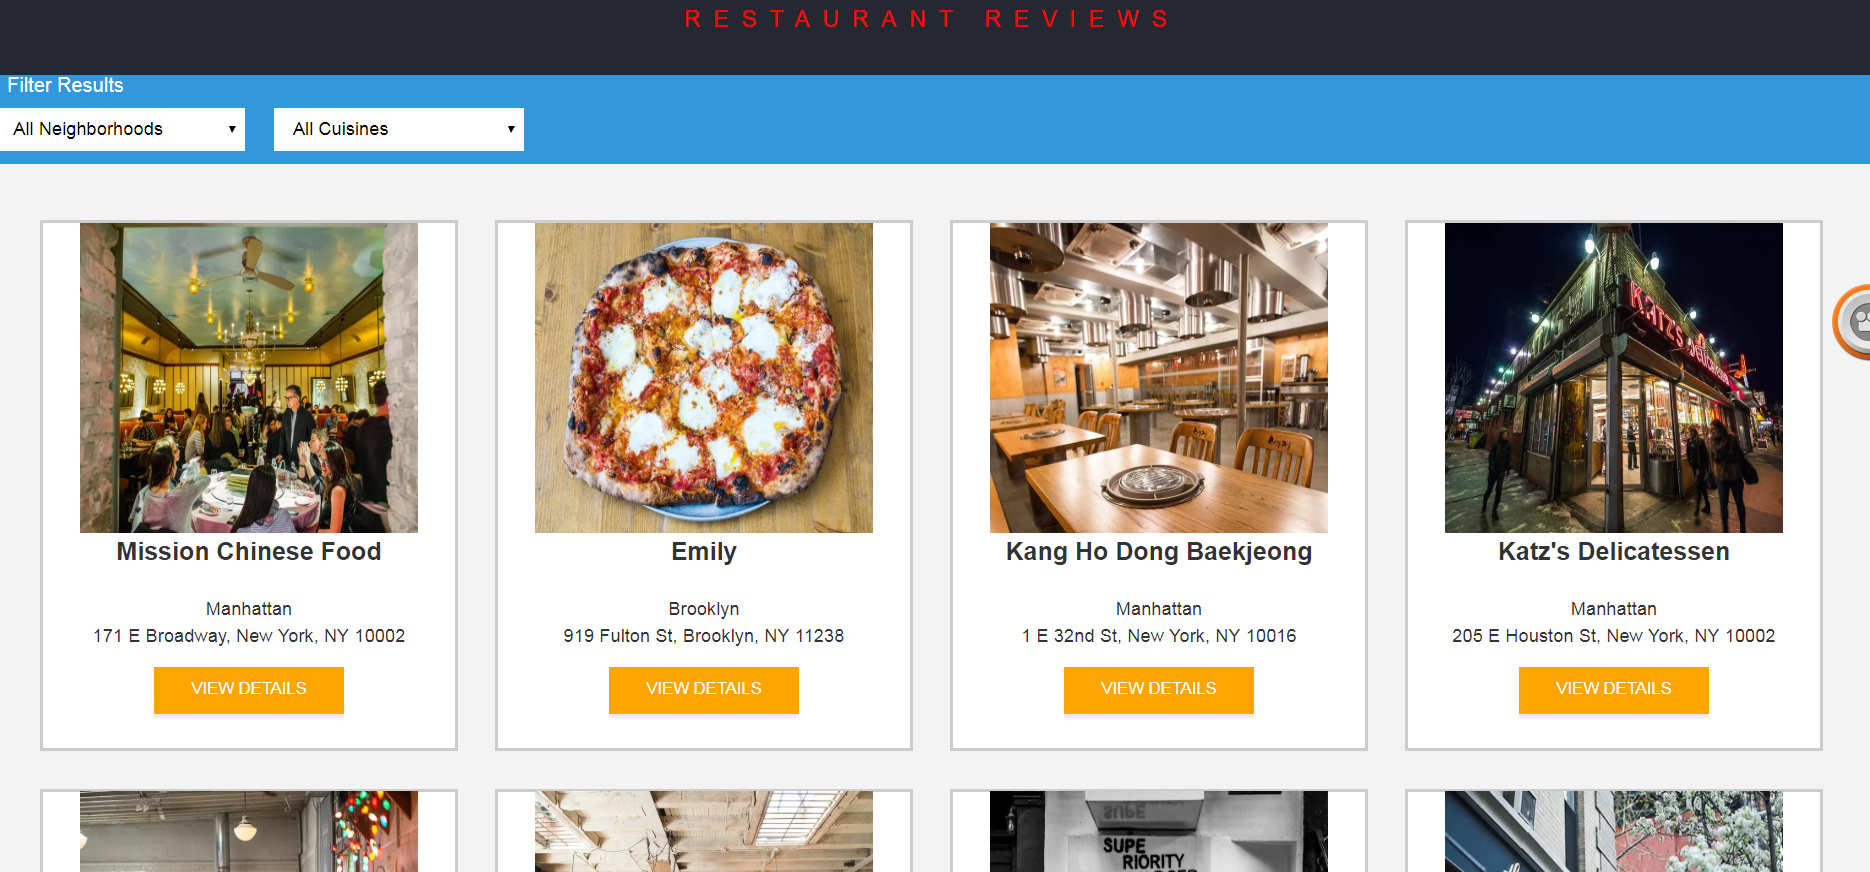 RESTAURANT REVIEWS
Filter Results
All Neighborhoods
All Cuisines
KATZ'S DELICATESSEN
Mission Chinese Food
Manhattan
171 E Broadway, New York, NY 10002
VIEW DETAILS
Emily
Brooklyn
919 Fulton St, Brooklyn, NY 11238
VIEW DETAILS
Kang Ho Dong Baekjeong
Manhattan
1 E 32nd St, New York, NY 10016
VIEW DETAILS
Katz's Delicatessen
Manhattan
205 E Houston St, New York, NY 10002
VIEW DETAILS
SUPE
SUPE
RIORITY